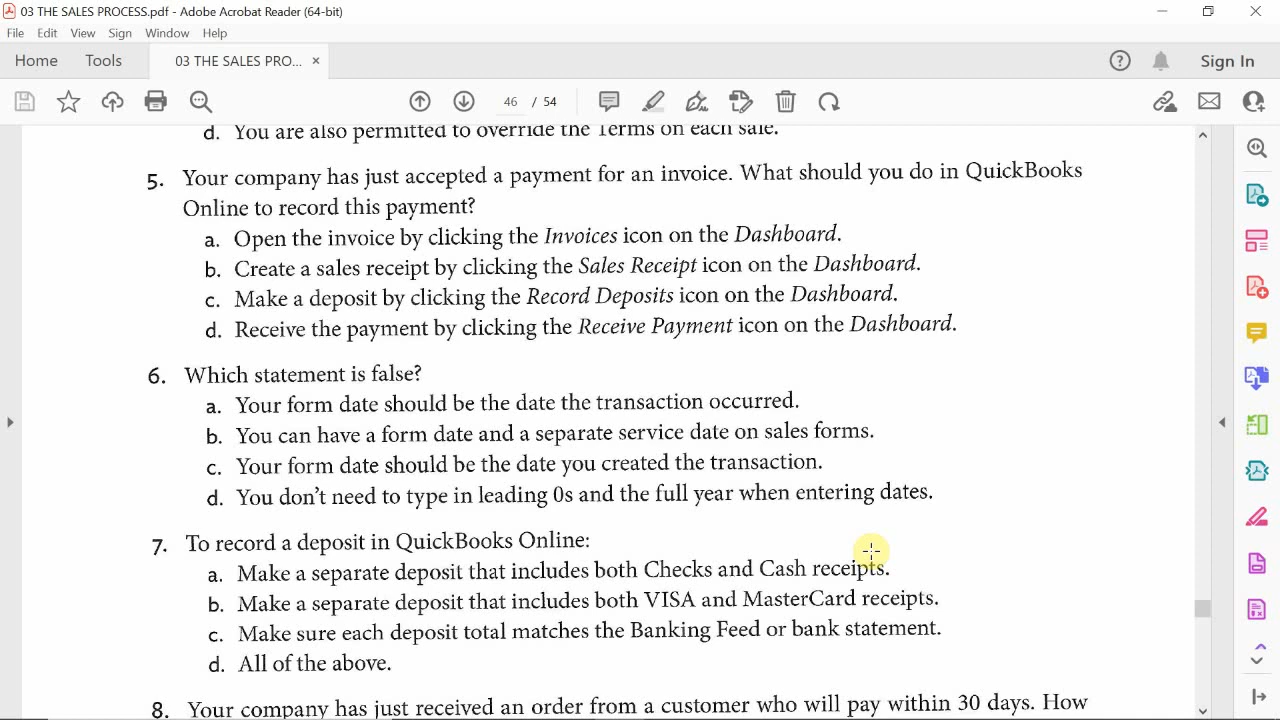 03 THE SALES PROCESS.pdf - Adobe Acrobat Reader (64-bit)
File Edit View Sign Window Help
Home Tools 03 THE SALES PRO... × Sign In
46 / 54
d. You are also permitted to override the Terms on each sale.
5. Your company has just accepted a payment for an invoice. What should you do in QuickBooks
Online to record this payment?
a. Open the invoice by clicking the Invoices icon on the Dashboard.
b. Create a sales receipt by clicking the Sales Receipt icon on the Dashboard.
c. Make a deposit by clicking the Record Deposits icon on the Dashboard.
d. Receive the payment by clicking the Receive Payment icon on the Dashboard.
6. Which statement is false?
a. Your form date should be the date the transaction occurred.
b. You can have a form date and a separate service date on sales forms.
c. Your form date should be the date you created the transaction.
d. You don't need to type in leading 0s and the full year when entering dates.
7. To record a deposit in QuickBooks Online:
a. Make a separate deposit that includes both Checks and Cash receipts.
b. Make a separate deposit that includes both VISA and MasterCard receipts.
c. Make sure each deposit total matches the Banking Feed or bank statement.
d. All of the above.
8. Your company has just received an order from a customer who will pay within 30 days. How